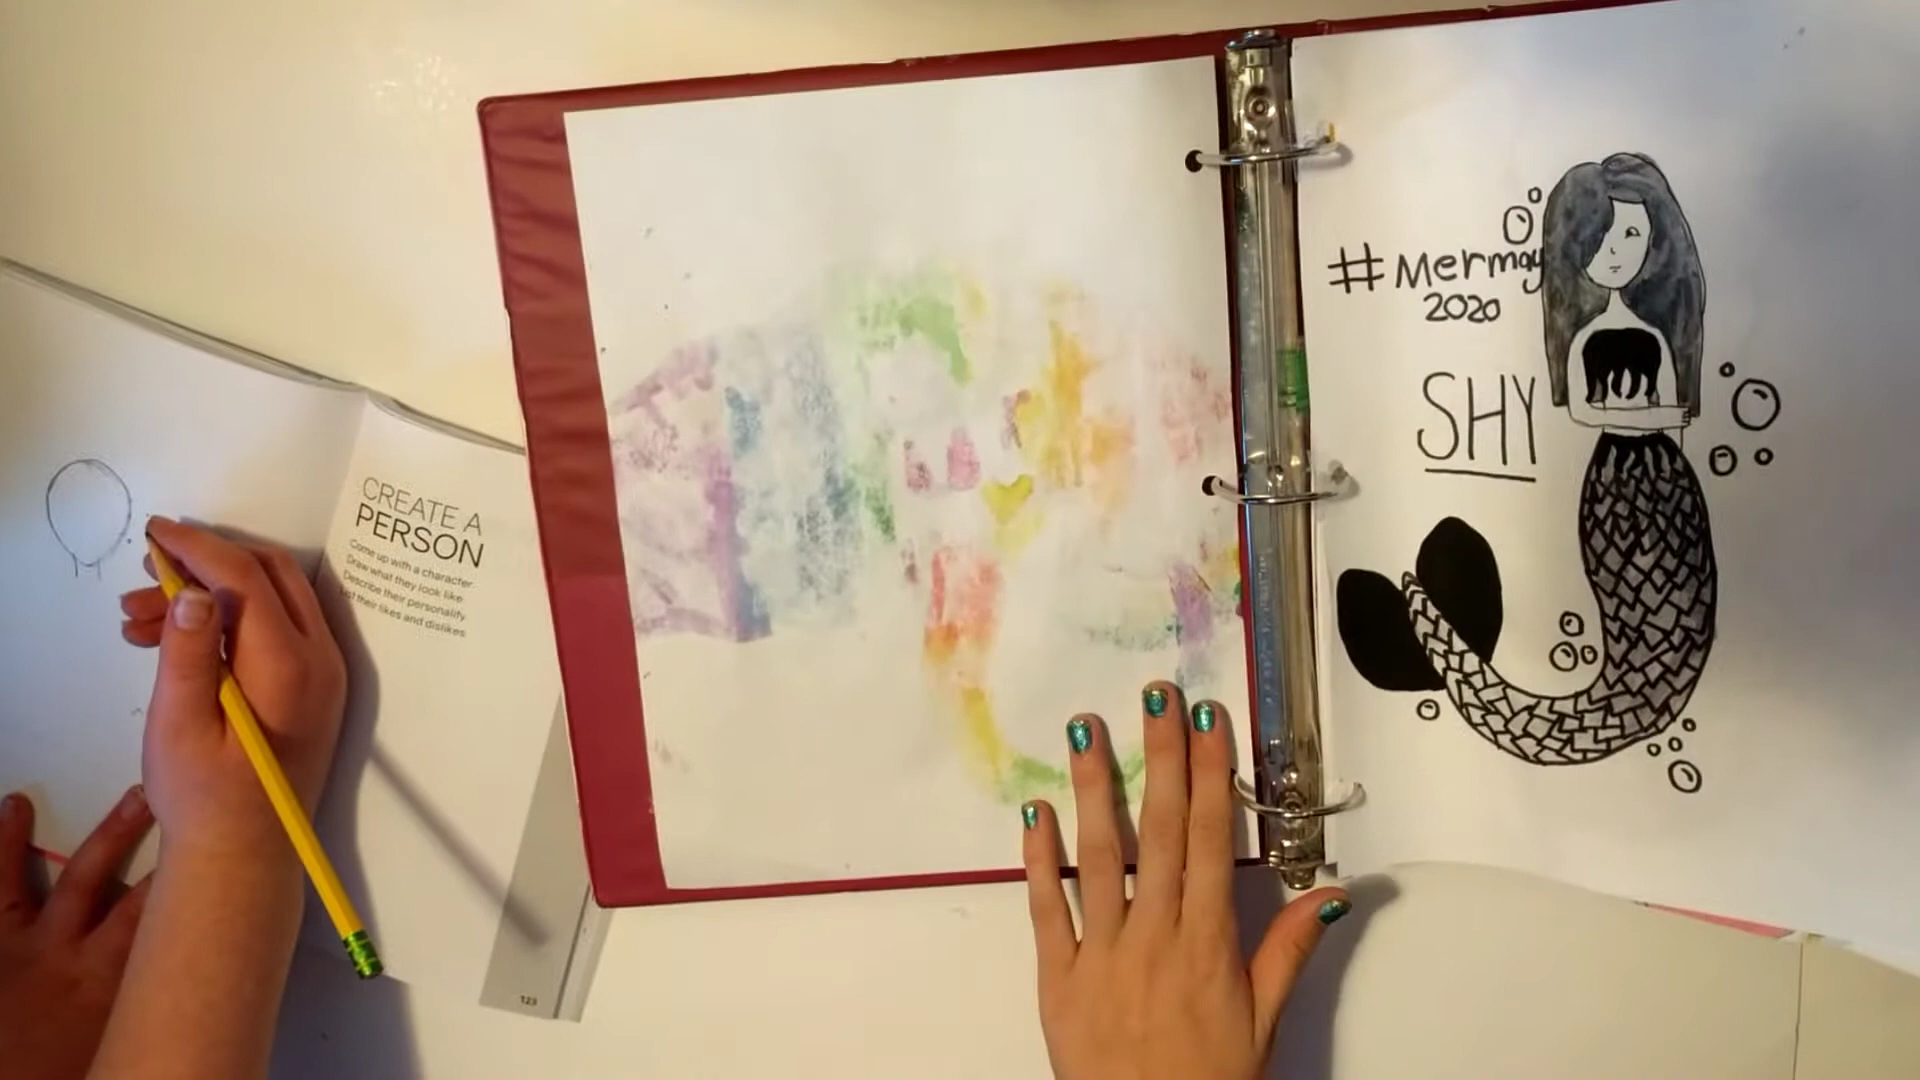 CREATE A
PERSON
Come up with a character.
Draw what they look like.
Describe their personality.
List their likes and dislikes
123
#Mermay
2020
SHY